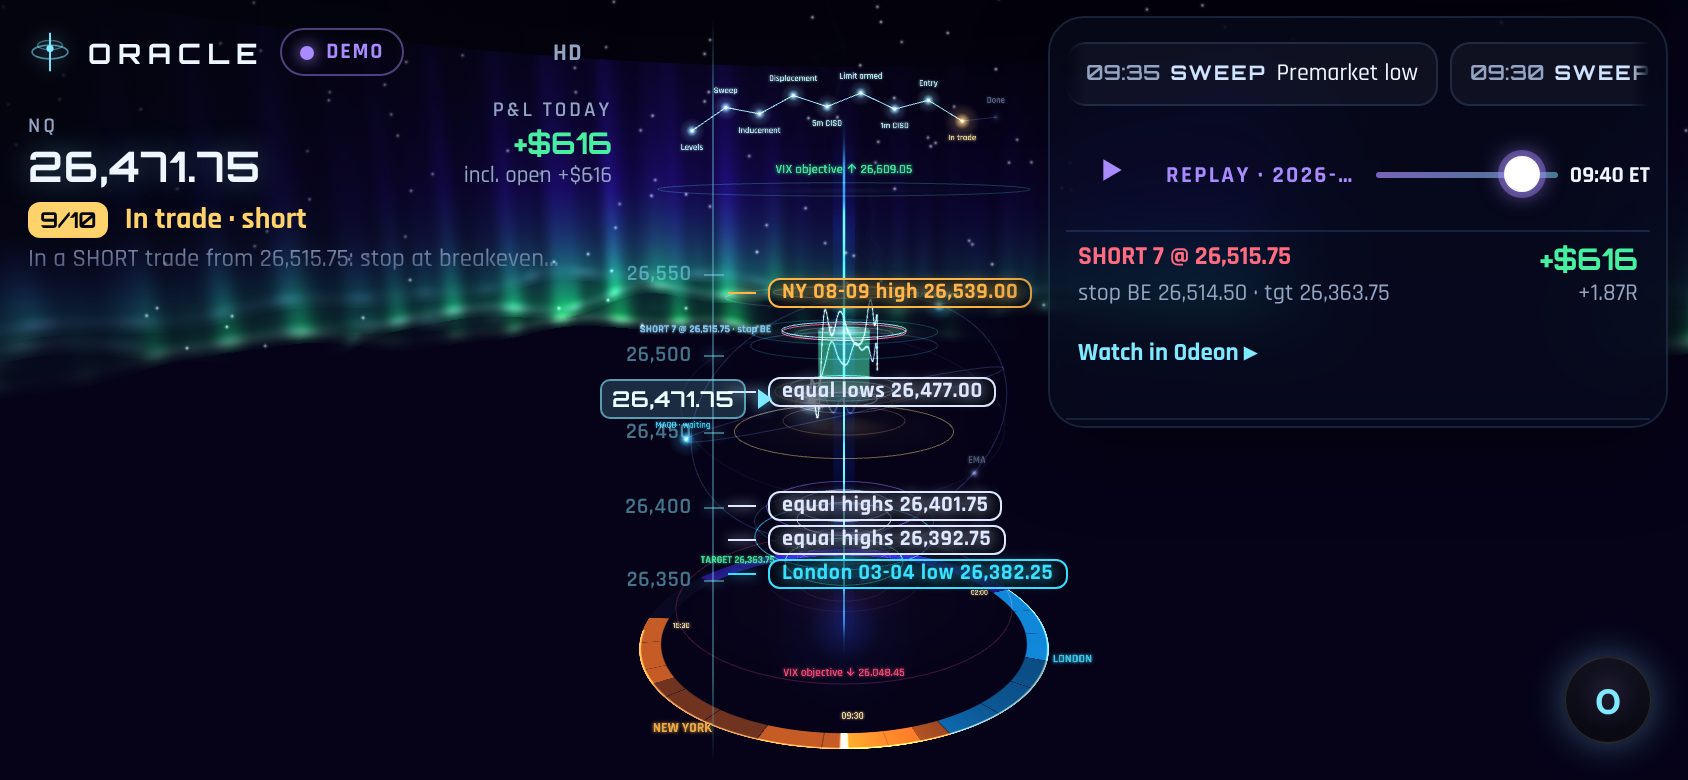 ORACLE
DEMO
HD
NQ
26,471.75
P&L TODAY
+$616
incl. open +$616
9/10
In trade · short
In a SHORT trade from 26,515.75; stop at breakeven…
Sweep
Displacement
Limit armed
Entry
Done
Levels
Inducement
5m CISD
1m CISD
In trade
VIX objective ↑ 26,609.05
26,550
NY 08-09 high 26,539.00
SHORT 7 @ 26,515.75 · stop BE
26,500
equal lows 26,477.00
26,471.75
MACD · waiting
26,450
EMA
26,400
equal highs 26,401.75
equal highs 26,392.75
TARGET 26,363.75
London 03-04 low 26,382.25
26,350
02:00
LONDON
VIX objective ↓ 26,048.45
09:30
NEW YORK
09:35 SWEEP Premarket low
09:30 SWEEP
REPLAY · 2026-…
09:40 ET
SHORT 7 @ 26,515.75
+$616
stop BE 26,514.50 · tgt 26,363.75
+1.87R
Watch in Odeon ▸
O